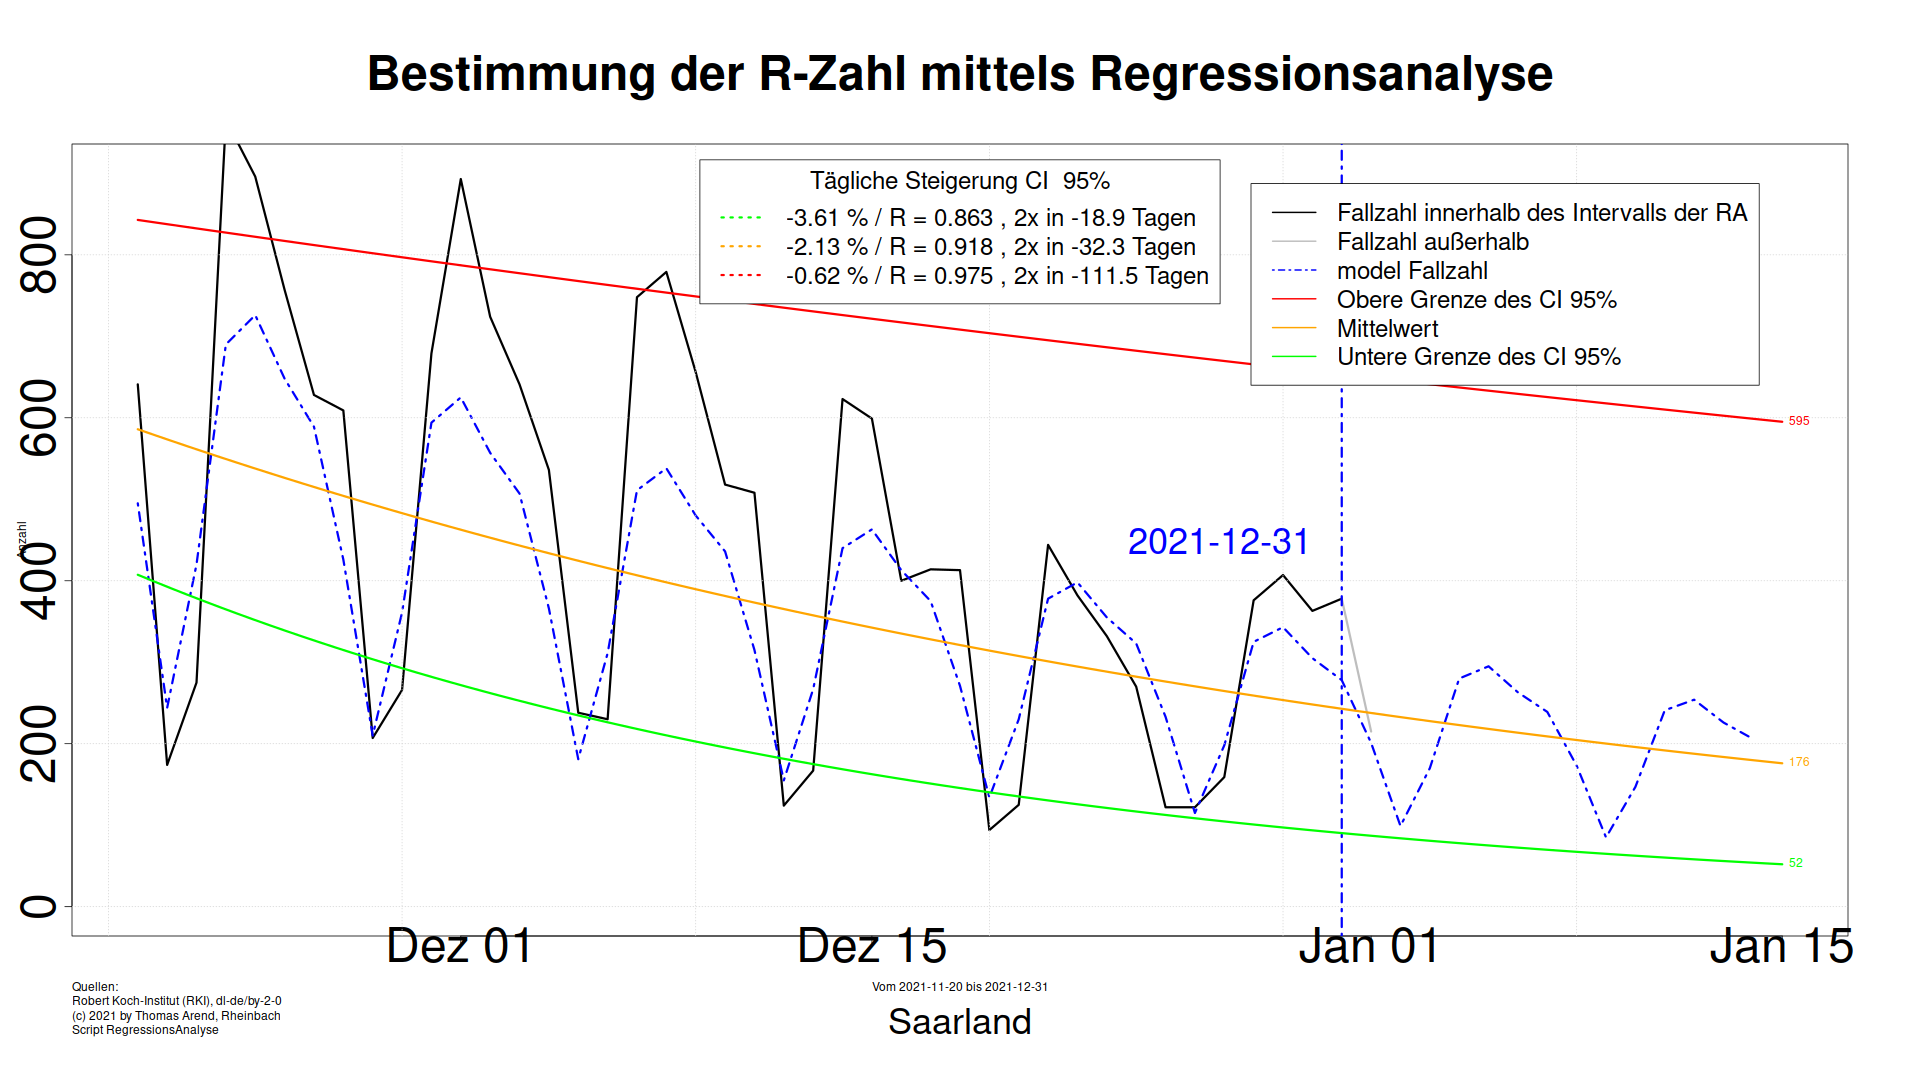 Bestimmung der R-Zahl mittels Regressionsanalyse
Tägliche Steigerung CI  95%
-3.61 % / R = 0.863 , 2x in -18.9 Tagen
-2.13 % / R = 0.918 , 2x in -32.3 Tagen
-0.62 % / R = 0.975 , 2x in -111.5 Tagen
Fallzahl innerhalb des Intervalls der RA
Fallzahl außerhalb
model Fallzahl
Obere Grenze des CI 95%
Mittelwert
Untere Grenze des CI 95%
800
600
400
200
0
Anzahl
2021-12-31
595
176
52
Dez 01
Dez 15
Jan 01
Jan 15
Quellen:
Robert Koch-Institut (RKI), dl-de/by-2-0
(c) 2021 by Thomas Arend, Rheinbach
Script RegressionsAnalyse
Vom 2021-11-20 bis 2021-12-31
Saarland